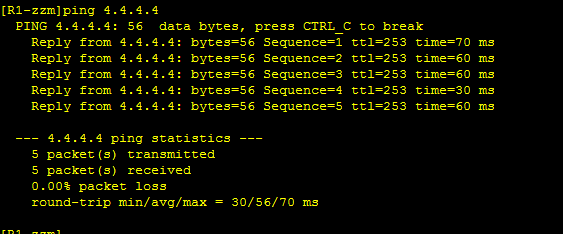 [R1-zzm]ping 4.4.4.4
PING 4.4.4.4: 56  data bytes, press CTRL_C to break
Reply from 4.4.4.4: bytes=56 Sequence=1 ttl=253 time=70 ms
Reply from 4.4.4.4: bytes=56 Sequence=2 ttl=253 time=60 ms
Reply from 4.4.4.4: bytes=56 Sequence=3 ttl=253 time=60 ms
Reply from 4.4.4.4: bytes=56 Sequence=4 ttl=253 time=30 ms
Reply from 4.4.4.4: bytes=56 Sequence=5 ttl=253 time=60 ms
--- 4.4.4.4 ping statistics ---
5 packet(s) transmitted
5 packet(s) received
0.00% packet loss
round-trip min/avg/max = 30/56/70 ms
[R1-zzm]